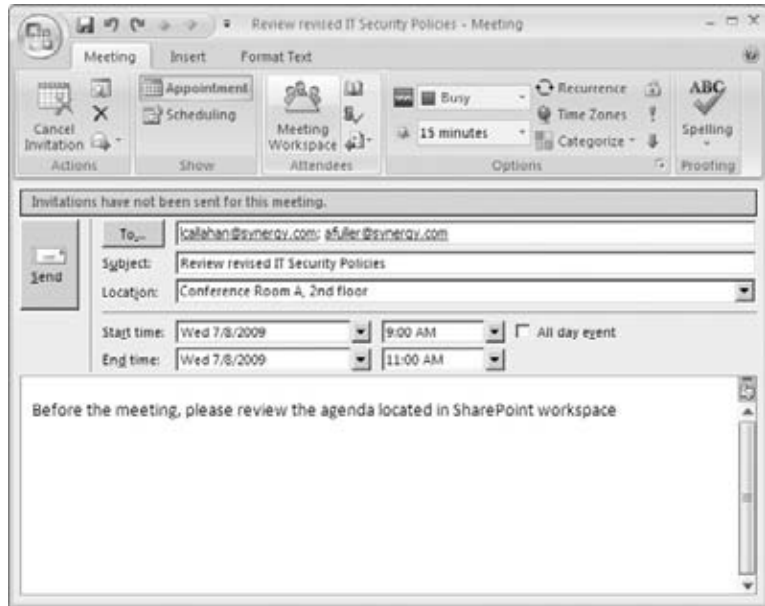 Review revised IT Security Policies - Meeting
Meeting Insert Format Text
Cancel Invitation
Actions
Appointment
Scheduling
Show
Meeting Workspace
Attendees
Busy
15 minutes
Recurrence
Time Zones
Categorize
Options
ABC
Spelling
Proofing
Invitations have not been sent for this meeting.
Send
To... lcallahan@synergy.com; afuller@synergy.com
Subject: Review revised IT Security Policies
Location: Conference Room A, 2nd floor
Start time: Wed 7/8/2009 9:00 AM All day event
End time: Wed 7/8/2009 11:00 AM
Before the meeting, please review the agenda located in SharePoint workspace